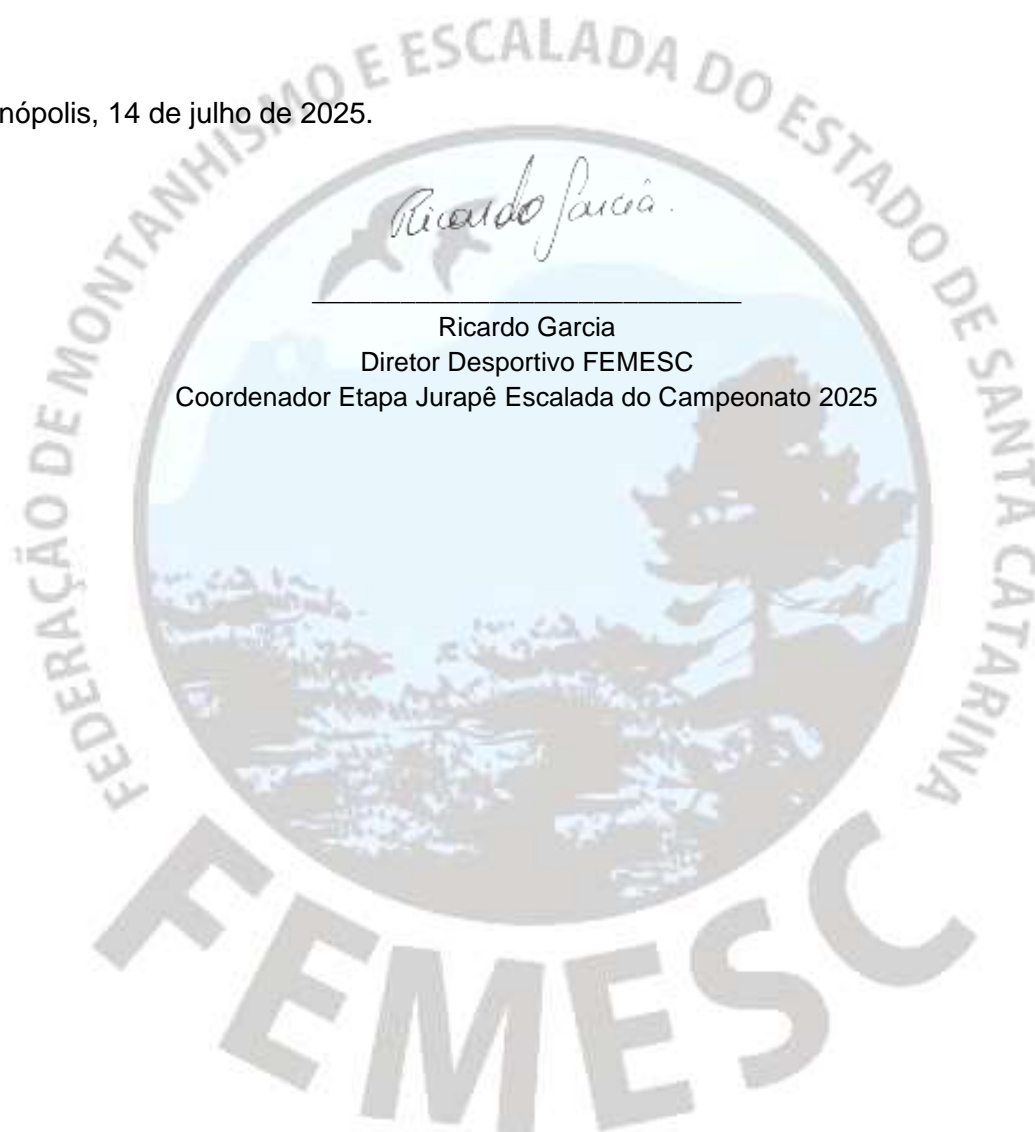 FEDERAÇÃO DE MONTANHISMO E ESCALADA DO ESTADO DE SANTA CATARINA
nópolis, 14 de julho de 2025.
Ricardo Garcia.
Ricardo Garcia
Diretor Desportivo FEMESC
Coordenador Etapa Jurapê Escalada do Campeonato 2025
FEMESC